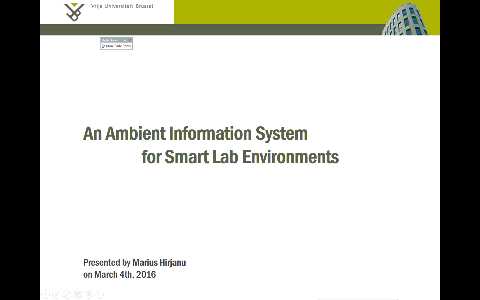 Vrije Universiteit Brussel
An Ambient Information System
for Smart Lab Environments
Presented by Marius Hirjanu
on March 4th, 2016